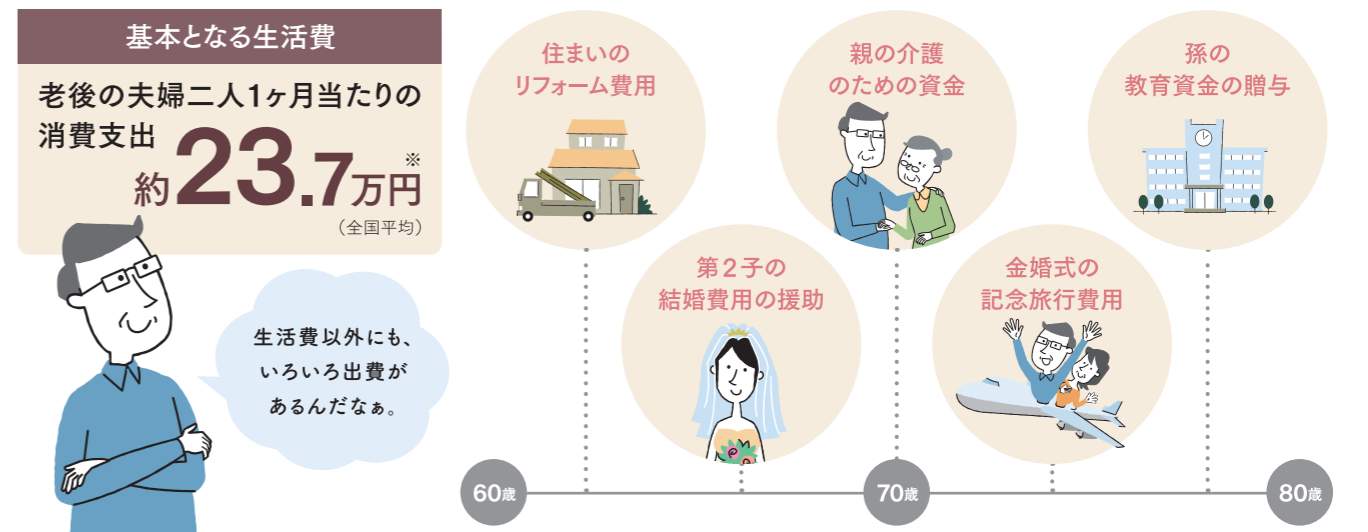 基本となる生活費
老後の夫婦二人1ヶ月当たりの
消費支出
約23.7万円※
（全国平均）
生活費以外にも、
いろいろ出費が
あるんだなぁ。
住まいの
リフォーム費用
第2子の
結婚費用の援助
親の介護
のための資金
金婚式の
記念旅行費用
孫の
教育資金の贈与
60歳
70歳
80歳